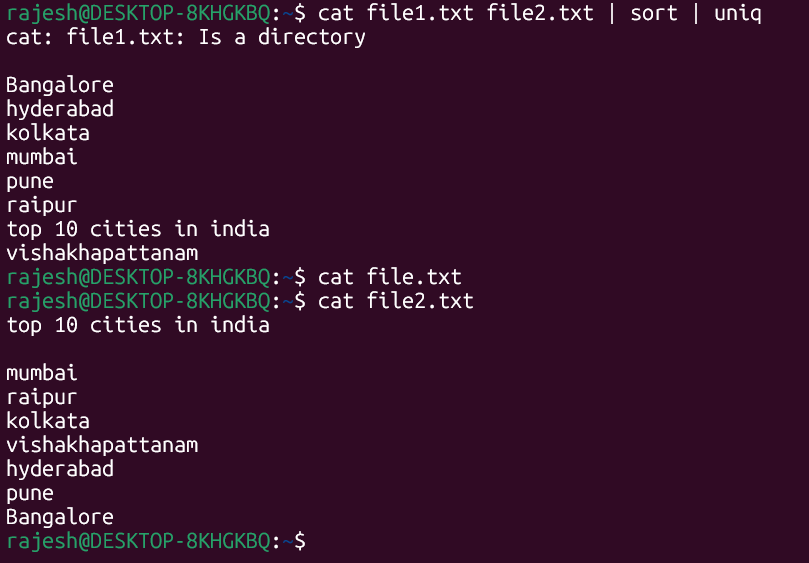 rajesh@DESKTOP-8KHGKBQ:~$ cat file1.txt file2.txt | sort | uniq
cat: file1.txt: Is a directory

Bangalore
hyderabad
kolkata
mumbai
pune
raipur
top 10 cities in india
vishakhapattanam
rajesh@DESKTOP-8KHGKBQ:~$ cat file.txt
rajesh@DESKTOP-8KHGKBQ:~$ cat file2.txt
top 10 cities in india

mumbai
raipur
kolkata
vishakhapattanam
hyderabad
pune
Bangalore
rajesh@DESKTOP-8KHGKBQ:~$